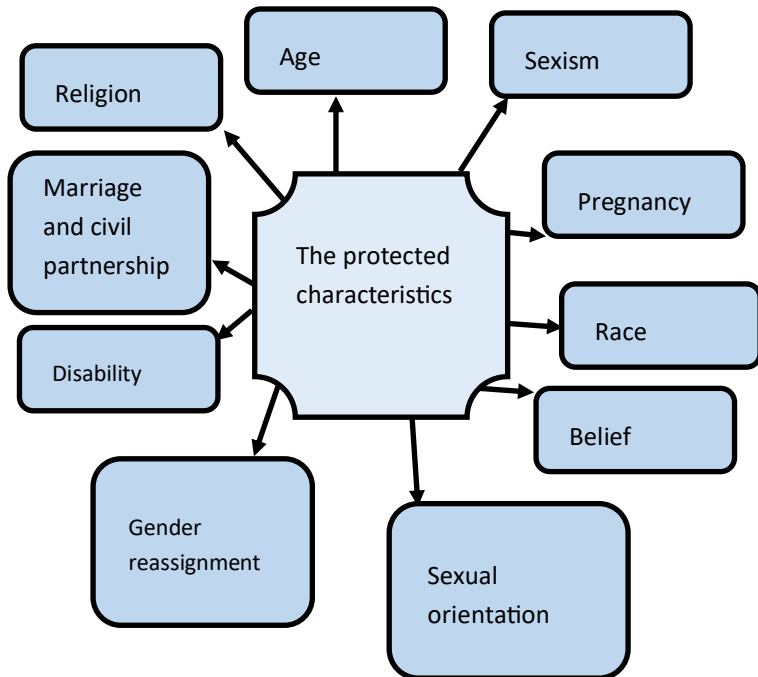 Age
Sexism
Religion
Marriage
and civil
partnership
The protected
characteristics
Pregnancy
Race
Disability
Belief
Gender
reassignment
Sexual
orientation